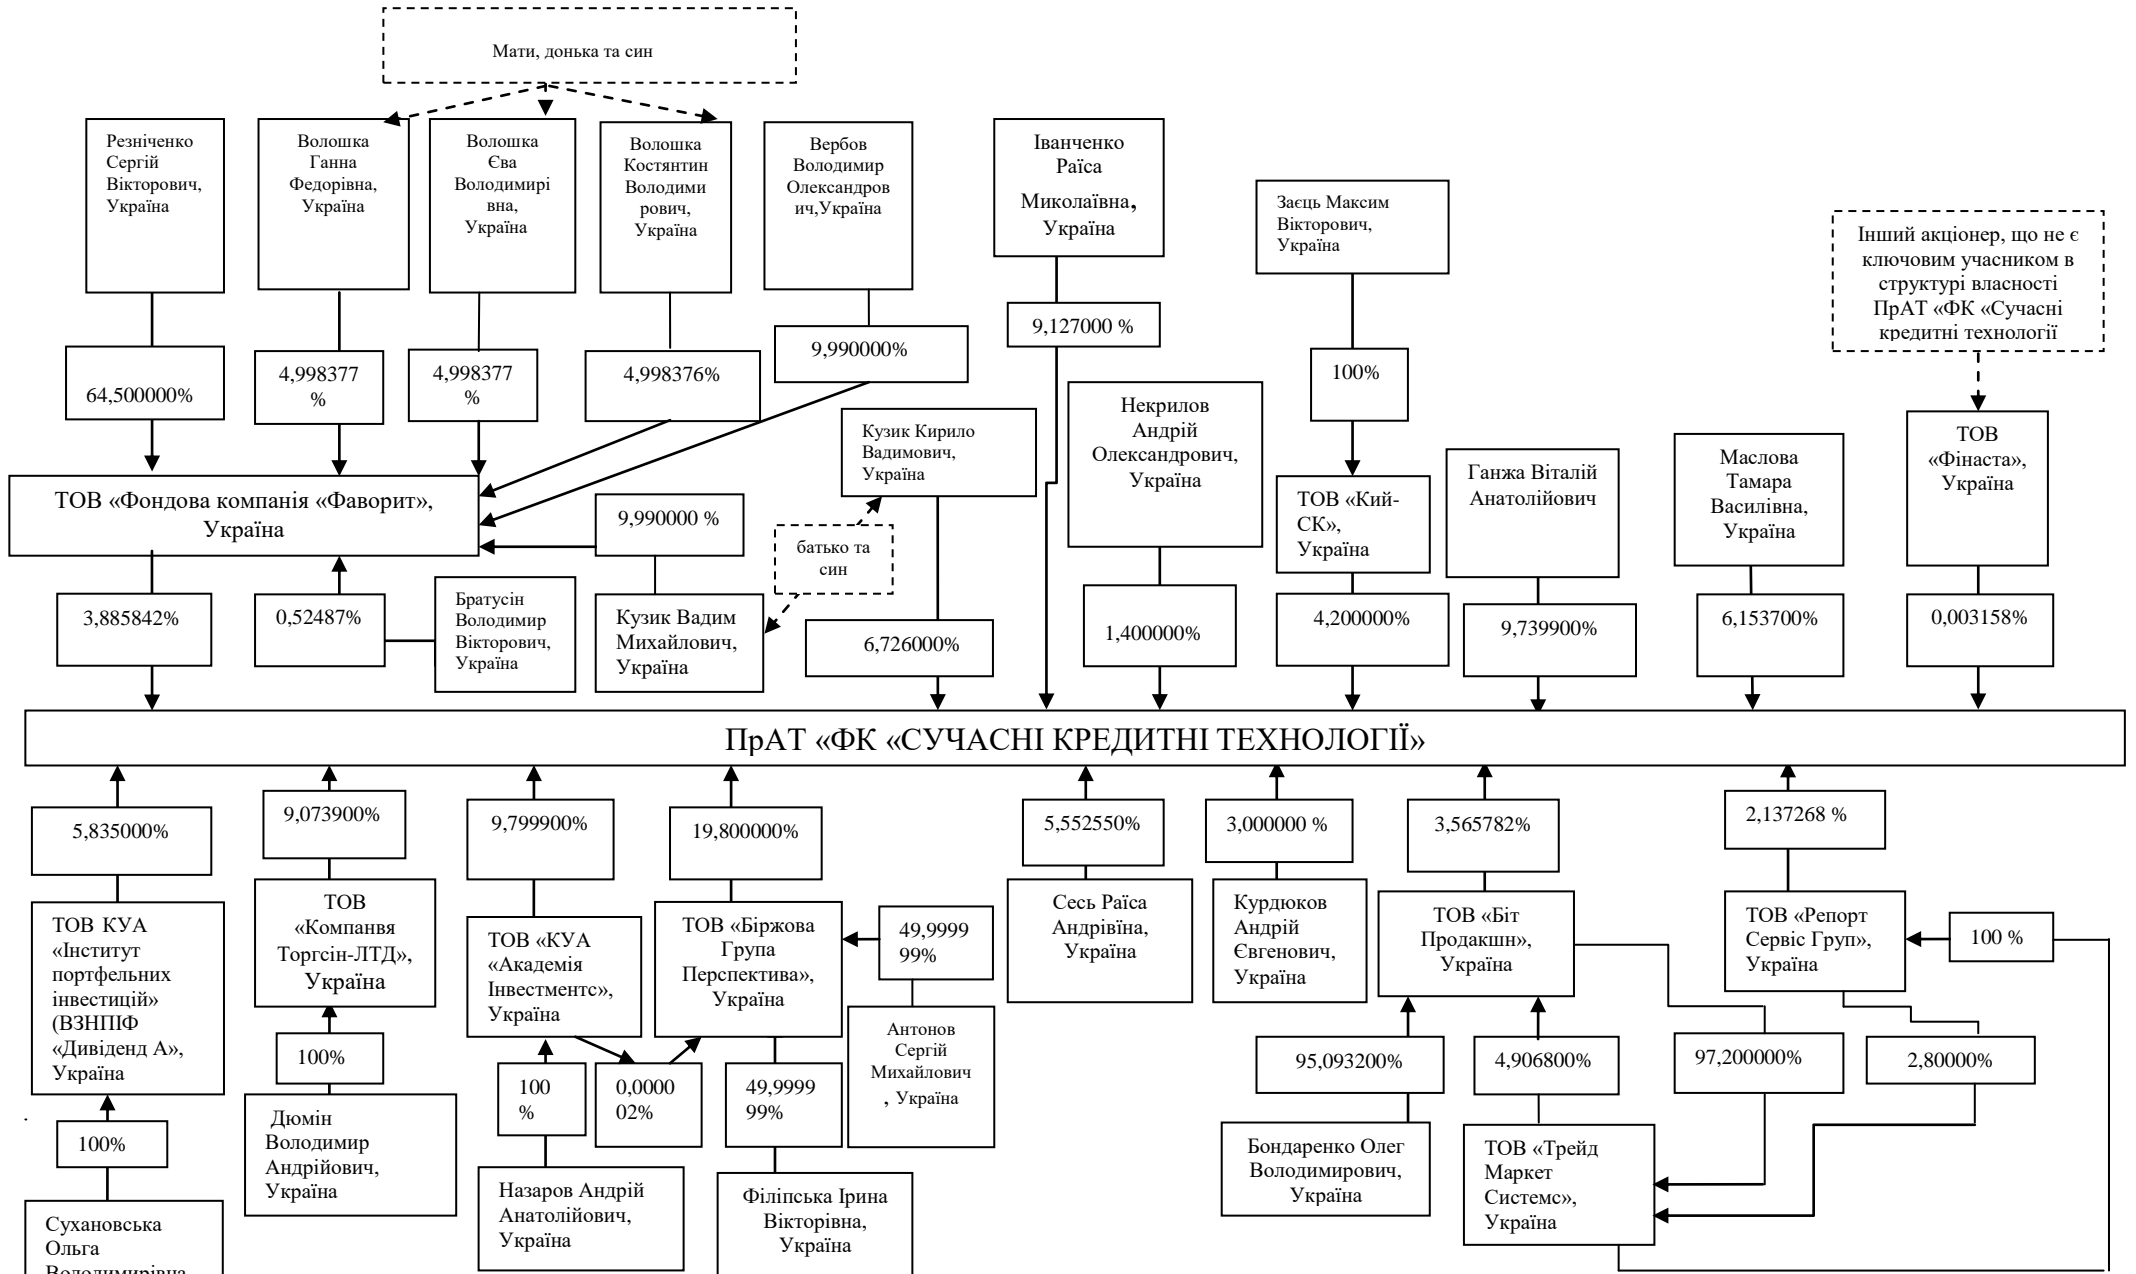 Мати, донька та син
Резніченко
Сергій
Вікторович,
Україна
Волошка
Ганна
Федорівна,
Україна
Волошка
Єва
Володимирі
вна,
Україна
Волошка
Костянтин
Володими
рович,
Україна
Вербов
Володимир
Олександров
ич,Україна
Іванченко
Раїса
Миколаївна,
Україна
Заєць Максим
Вікторович,
Україна
Інший акціонер, що не є
ключовим учасником в
структурі власності
ПрАТ «ФК «Сучасні
кредитні технології
64,500000%
4,998377
%
4,998377
%
4,998376%
9,990000%
9,127000 %
100%
Кузик Кирило
Вадимович,
Україна
Некрилов
Андрій
Олександрович,
Україна
ТОВ «Кий-
СК»,
Україна
Ганжа Віталій
Анатолійович
Маслова
Тамара
Василівна,
Україна
ТОВ
«Фінаста»,
Україна
ТОВ «Фондова компанія «Фаворит»,
Україна
9,990000 %
батько та
син
3,885842%
0,52487%
Братусін
Володимир
Вікторович,
Україна
Кузик Вадим
Михайлович,
Україна
6,726000%
1,400000%
4,200000%
9,739900%
6,153700%
0,003158%
ПрАТ «ФК «СУЧАСНІ КРЕДИТНІ ТЕХНОЛОГІЇ»
5,835000%
9,073900%
9,799900%
19,800000%
5,552550%
3,000000 %
3,565782%
2,137268 %
ТОВ КУА
«Інститут
портфельних
інвестицій»
(ВЗНПІФ
«Дивіденд А»,
Україна
ТОВ
«Компанвя
Торгсін-ЛТД»,
Україна
ТОВ «КУА
«Академія
Інвестментс»,
Україна
ТОВ «Біржова
Група
Перспектива»,
Україна
49,9999
99%
Сесь Раїса
Андрівїна,
Україна
Курдюков
Андрій
Євгенович,
Україна
ТОВ «Біт
Продакшн»,
Україна
ТОВ «Репорт
Сервіс Груп»,
Україна
100 %
100%
100
%
0,0000
02%
49,9999
99%
Антонов
Сергій
Михайлович
, Україна
95,093200%
4,906800%
97,200000%
2,80000%
100%
Дюмін
Володимир
Андрійович,
Україна
Назаров Андрій
Анатолійович,
Україна
Філіпська Ірина
Вікторівна,
Україна
Бондаренко Олег
Володимирович,
Україна
ТОВ «Трейд
Маркет
Системс»,
Україна
Сухановська
Ольга
Володимирівна